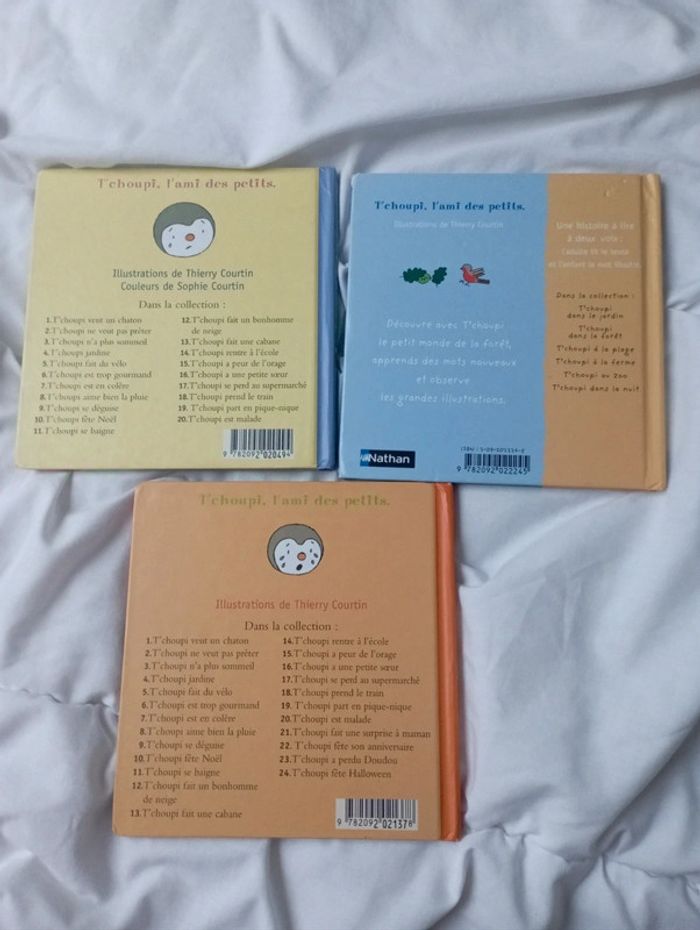 T'choupi, l'ami des petits.
Illustrations de Thierry Courtin
Couleurs de Sophie Courtin
Dans la collection :
1.T'choupi veut un chaton
2.T'choupi ne veut pas prêter
3.T'choupi n'a plus sommeil
4.T'choupi jardine
5.T'choupi fait du vélo
6.T'choupi est trop gourmand
7.T'choupi est en colère
8.T'choupi aime bien la pluie
9.T'choupi se déguise
10.T'choupi fête Noël
11.T'choupi se baigne
12.T'choupi fait un bonhomme
de neige
13.T'choupi fait une cabane
14.T'choupi rentre à l'école
15.T'choupi a peur de l'orage
16.T'choupi a une petite sœur
17.T'choupi se perd au supermarché
18.T'choupi prend le train
19. T'choupi part en pique-nique
20.T'choupi est malade
9 782092 020494
T'choupi, l'ami des petits.
Illustrations de Thierry Courtin
Découvre avec T'choupi
le petit monde de la forêt,
apprends des mots nouveaux
et observe
les grandes illustrations.
Nathan
Une histoire à lire
à deux voix :
l'adulte lit le texte
et l'enfant le mot illustré.
Dans la collection :
T'choupi
dans le jardin
T'choupi
dans la forêt
T'choupi à la plage
T'choupi à la ferme
T'choupi au zoo
T'choupi dans la nuit
9 782092 022245
T'choupi, l'ami des petits.
Illustrations de Thierry Courtin
Dans la collection :
1.T'choupi veut un chaton
2.T'choupi ne veut pas prêter
3.T'choupi n'a plus sommeil
4.T'choupi jardine
5.T'choupi fait du vélo
6.T'choupi est trop gourmand
7.T'choupi est en colère
8.T'choupi aime bien la pluie
9.T'choupi se déguise
10.T'choupi fête Noël
11.T'choupi se baigne
12.T'choupi fait un bonhomme
de neige
13.T'choupi fait une cabane
14.T'choupi rentre à l'école
15.T'choupi a peur de l'orage
16.T'choupi a une petite sœur
17.T'choupi se perd au supermarché
18.T'choupi prend le train
19. T'choupi part en pique-nique
20.T'choupi est malade
21.T'choupi fait une surprise à maman
22. T'choupi fête son anniversaire
23.T'choupi a perdu Doudou
24.T'choupi fête Halloween
9 782092 021378